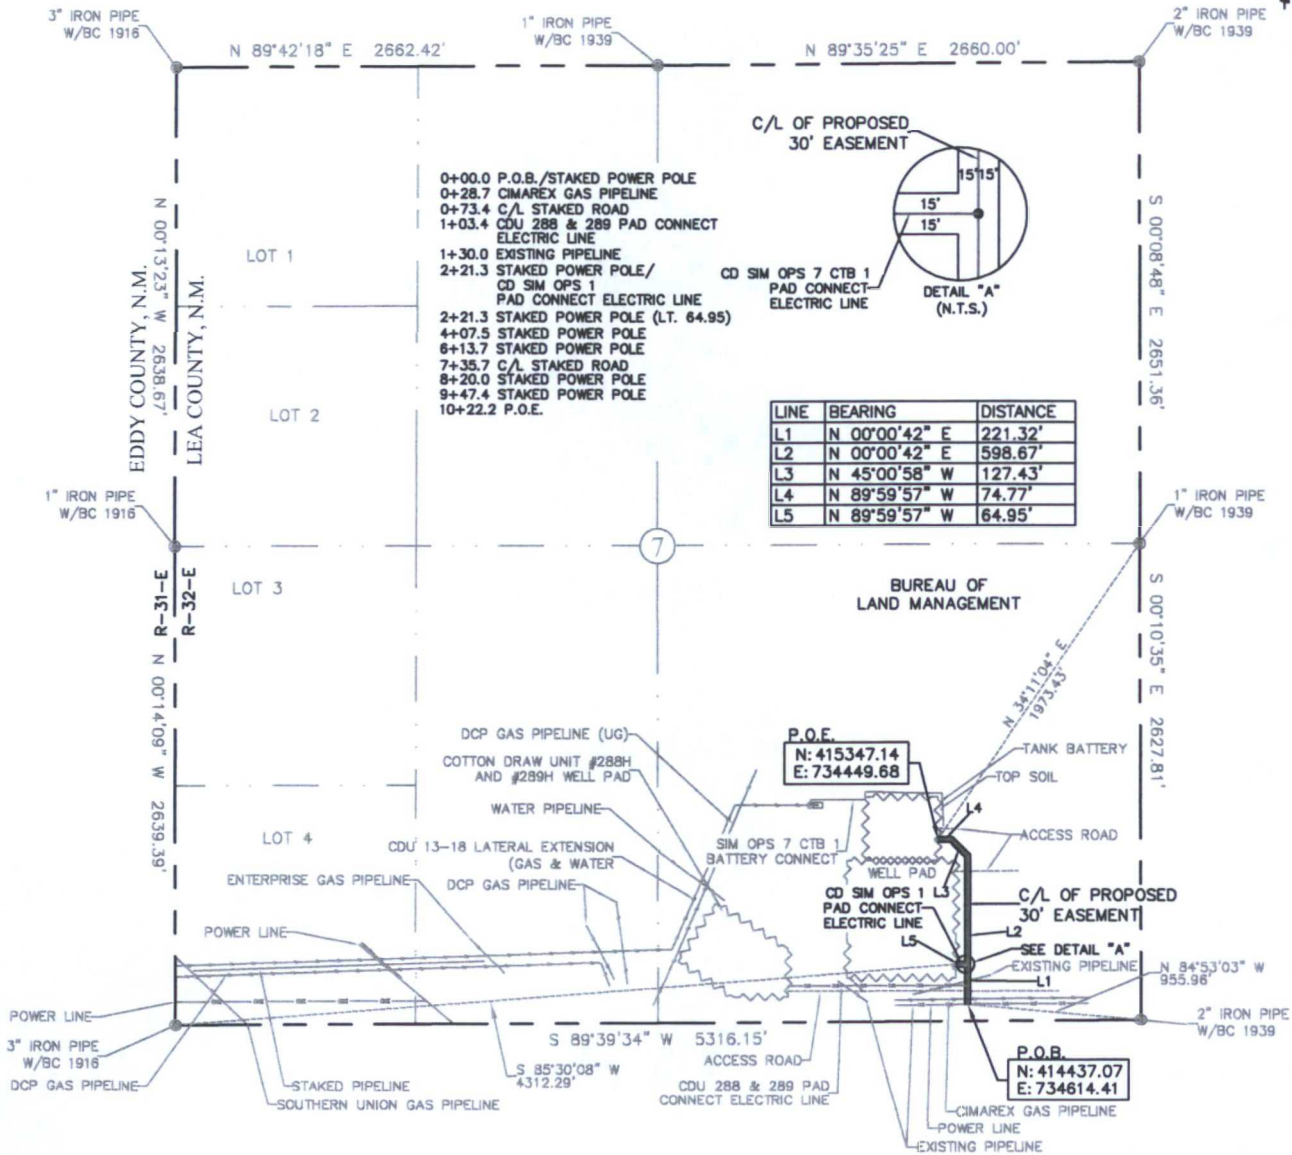 3" IRON PIPE
W/BC 1916
1" IRON PIPE
W/BC 1939
2" IRON PIPE
W/BC 1939
N 89°42'18" E 2662.42'
N 89°35'25" E 2660.00'
C/L OF PROPOSED
30' EASEMENT
15' 15'
15'
15'
CD SIM OPS 7 CTB 1
PAD CONNECT
ELECTRIC LINE
DETAIL "A"
(N.T.S.)
0+00.0 P.O.B./STAKED POWER POLE
0+28.7 CIMAREX GAS PIPELINE
0+73.4 C/L STAKED ROAD
1+03.4 CDU 288 & 289 PAD CONNECT
ELECTRIC LINE
1+30.0 EXISTING PIPELINE
2+21.3 STAKED POWER POLE/
CD SIM OPS 1
PAD CONNECT ELECTRIC LINE
2+21.3 STAKED POWER POLE (LT. 64.95)
4+07.5 STAKED POWER POLE
6+13.7 STAKED POWER POLE
7+35.7 C/L STAKED ROAD
8+20.0 STAKED POWER POLE
9+47.4 STAKED POWER POLE
10+22.2 P.O.E.
LOT 1
LOT 2
N 00°13'23" W 2638.67'
EDDY COUNTY, N.M.
LEA COUNTY, N.M.
S 00°08'48" E 2651.36'
LINE BEARING DISTANCE
L1 N 00°00'42" E 221.32'
L2 N 00°00'42" E 598.67'
L3 N 45°00'58" W 127.43'
L4 N 89°59'57" W 74.77'
L5 N 89°59'57" W 64.95'
1" IRON PIPE
W/BC 1916
1" IRON PIPE
W/BC 1939
7
LOT 3
R-31-E
R-32-E
BUREAU OF
LAND MANAGEMENT
N 00°14'09" W 2639.39'
S 00°10'35" E 2627.81'
N 34°11'04" E
1973.43'
P.O.E.
N: 415347.14
E: 734449.68
DCP GAS PIPELINE (UG)
COTTON DRAW UNIT #288H
AND #289H WELL PAD
WATER PIPELINE
TANK BATTERY
TOP SOIL
L4
ACCESS ROAD
LOT 4
CDU 13-18 LATERAL EXTENSION
(GAS & WATER
SIM OPS 7 CTB 1
BATTERY CONNECT
ENTERPRISE GAS PIPELINE
DCP GAS PIPELINE
WELL PAD
CD SIM OPS 1
PAD CONNECT
ELECTRIC LINE
L3
C/L OF PROPOSED
30' EASEMENT
L2
POWER LINE
L5
SEE DETAIL "A"
EXISTING PIPELINE
L1
N 84°53'03" W
955.96'
POWER LINE
3" IRON PIPE
W/BC 1916
DCP GAS PIPELINE
STAKED PIPELINE
SOUTHERN UNION GAS PIPELINE
S 89°39'34" W 5316.15'
S 85°30'08" W
4312.29'
ACCESS ROAD
CDU 288 & 289 PAD
CONNECT ELECTRIC LINE
2" IRON PIPE
W/BC 1939
P.O.B.
N: 414437.07
E: 734614.41
CIMAREX GAS PIPELINE
POWER LINE
EXISTING PIPELINE